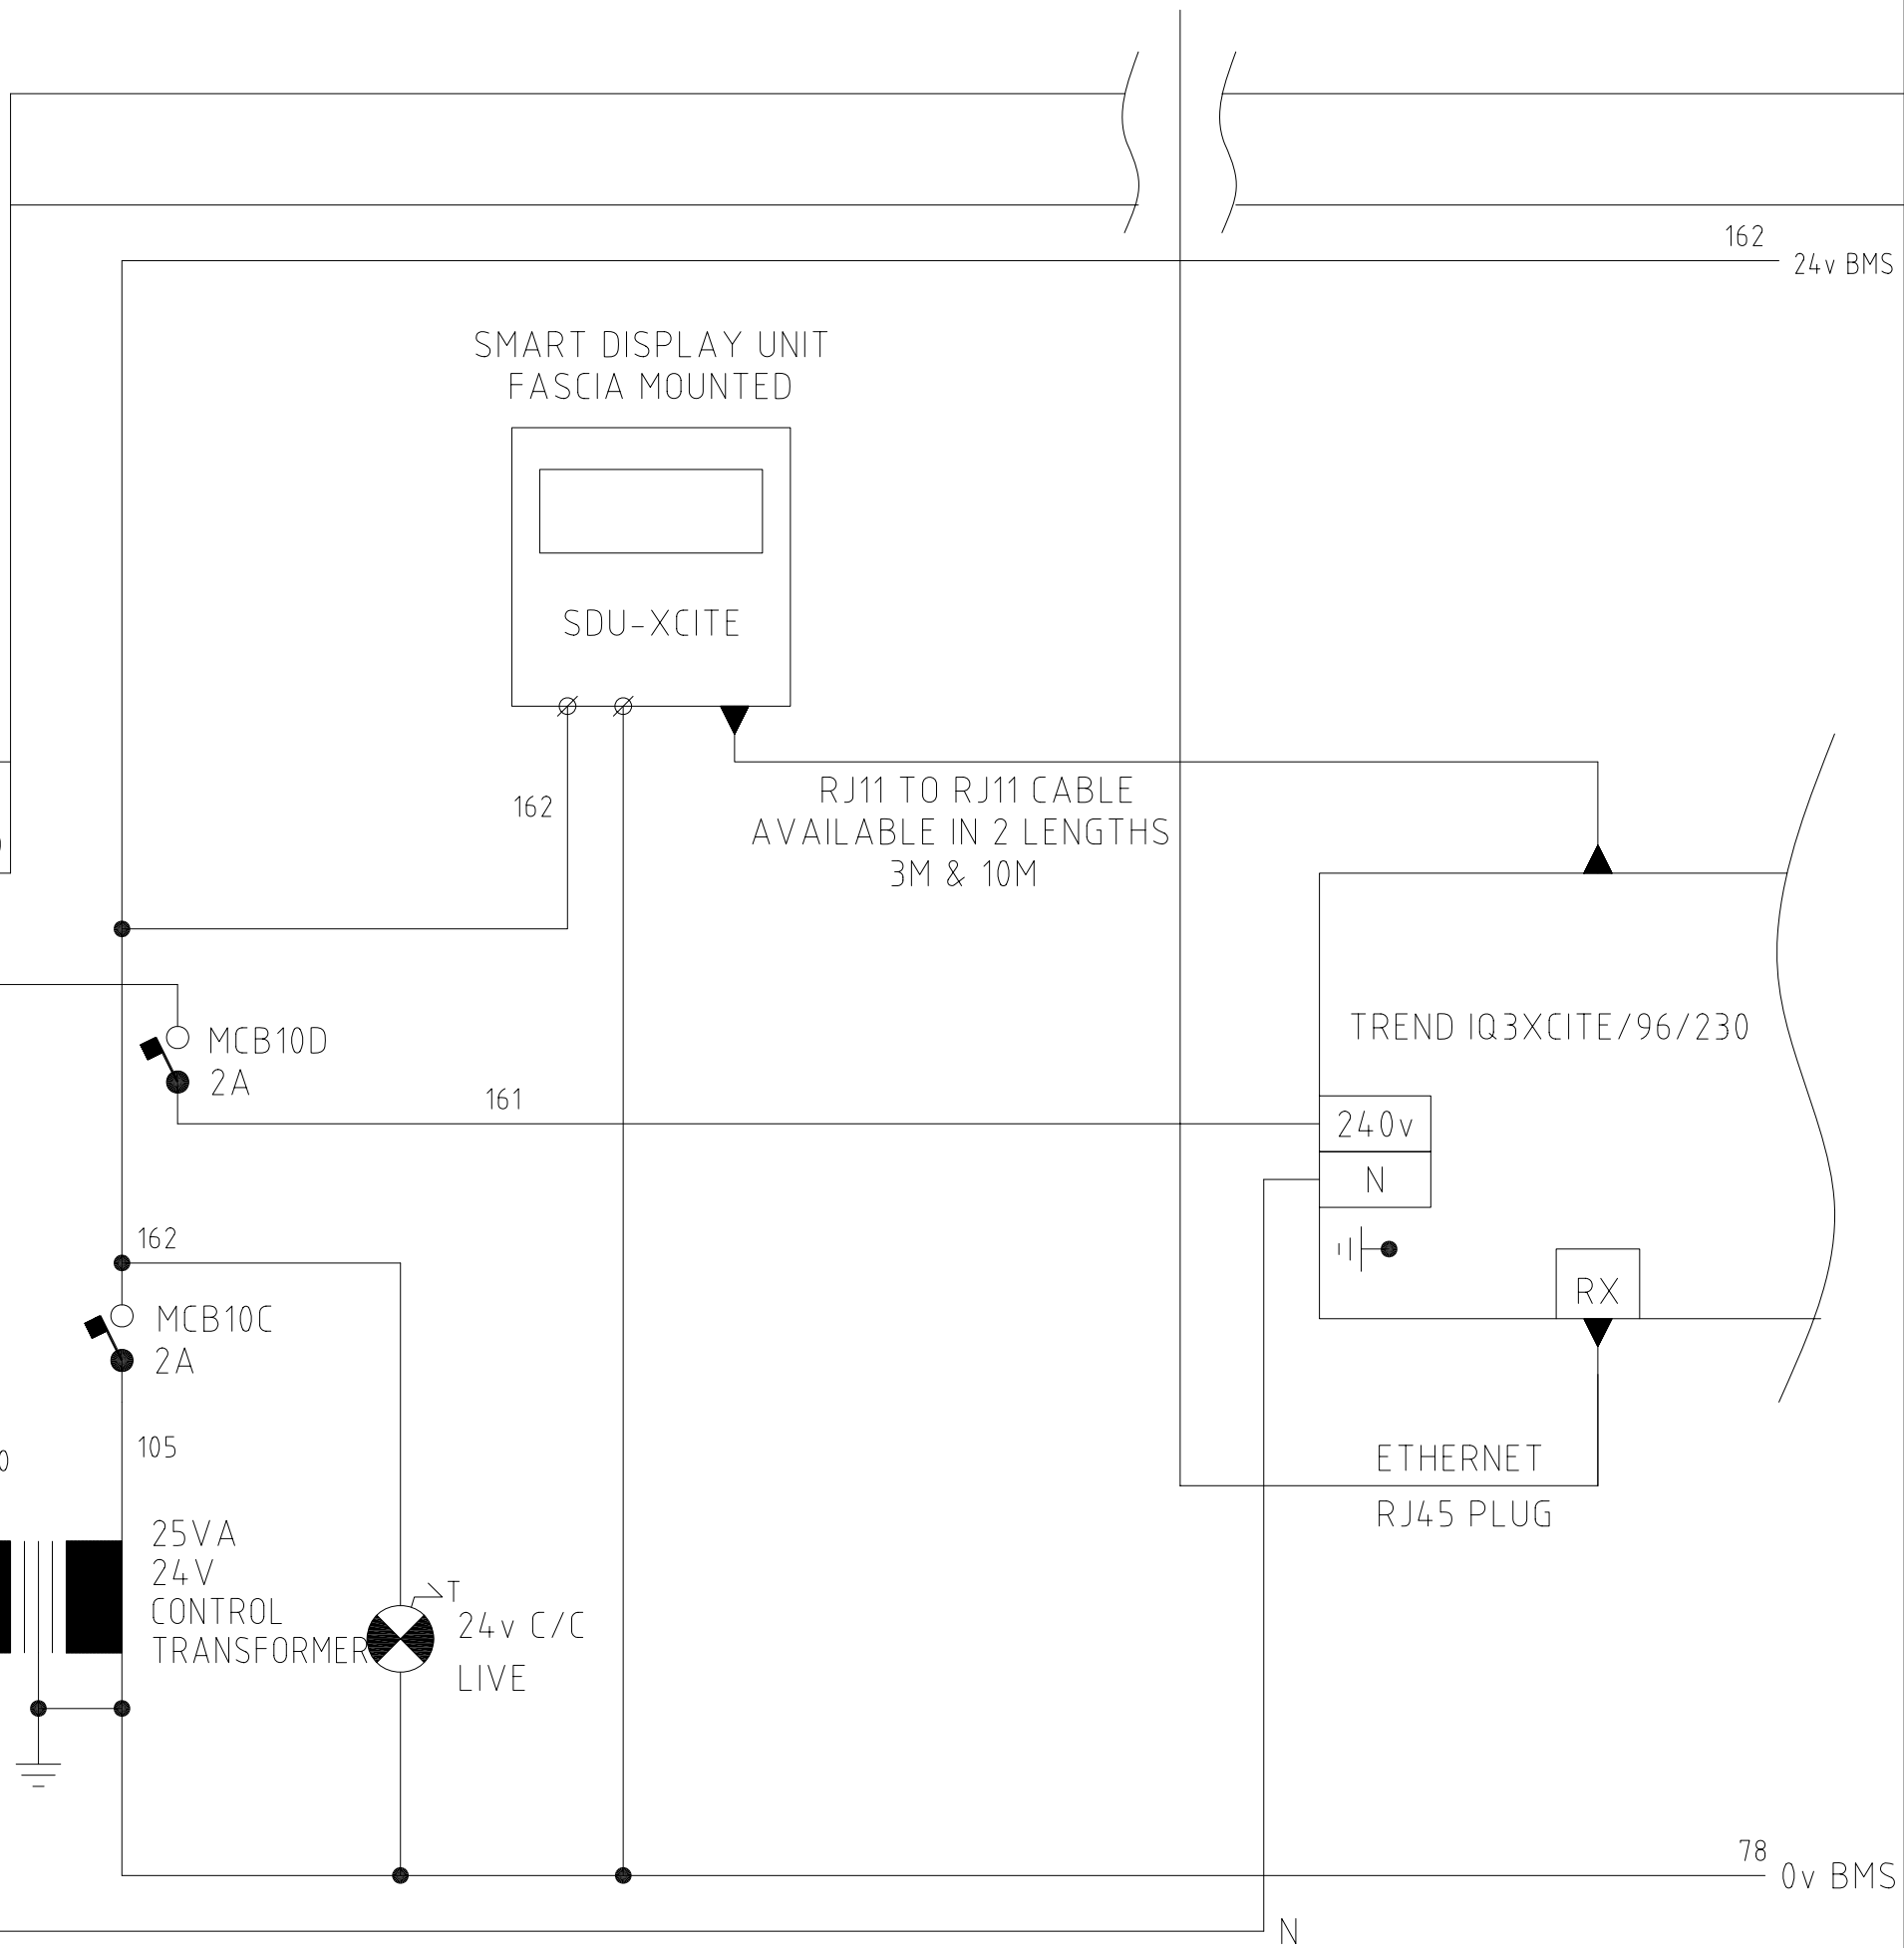 162
24v BMS
SMART DISPLAY UNIT
FASCIA MOUNTED
SDU-XCITE
162
RJ11 TO RJ11 CABLE
AVAILABLE IN 2 LENGTHS
3M & 10M
TREND IQ3XCITE/96/230
MCB10D
2A
161
240v
N
162
RX
MCB10C
2A
105
ETHERNET
RJ45 PLUG
25VA
24V
CONTROL
TRANSFORMER
T
24v C/C
LIVE
78
0v BMS
N